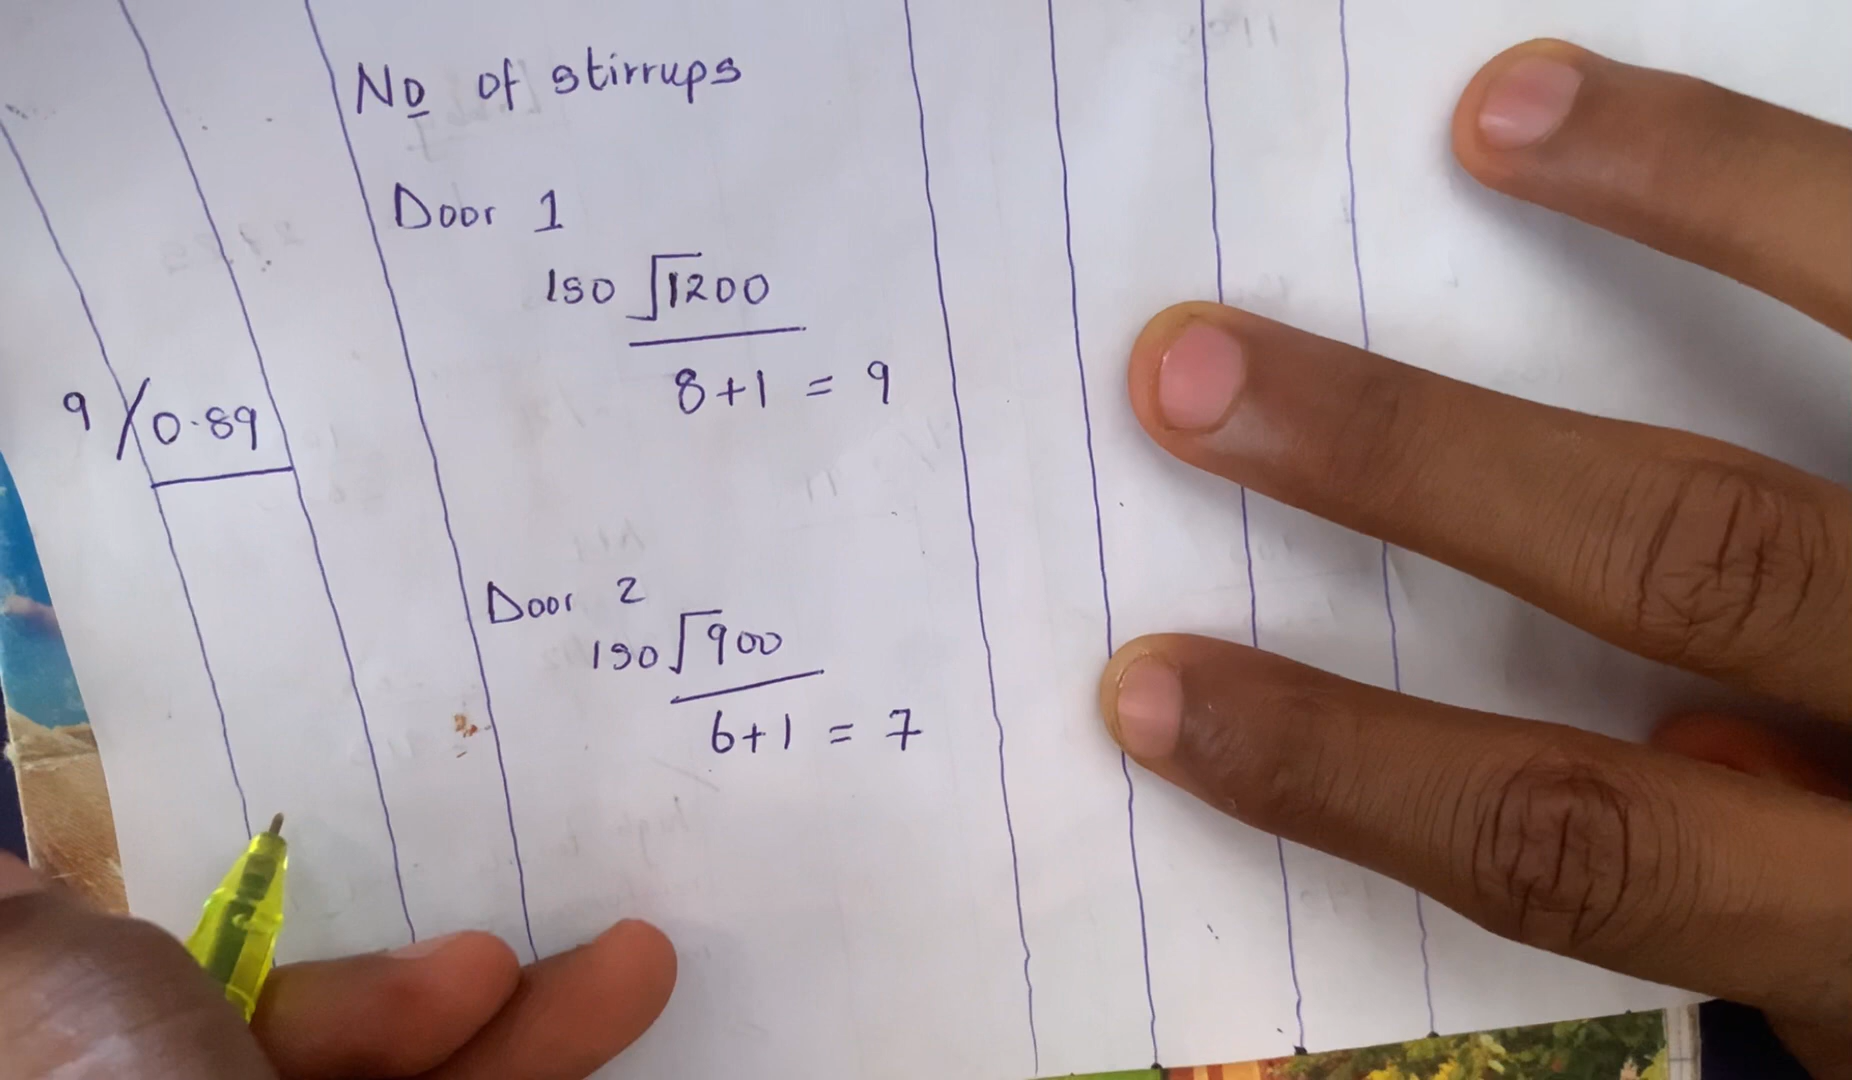 No of stirrups
Door 1
150 √1200
8+1 = 9
9/0.89
Door 2
150 √900
6+1 = 7